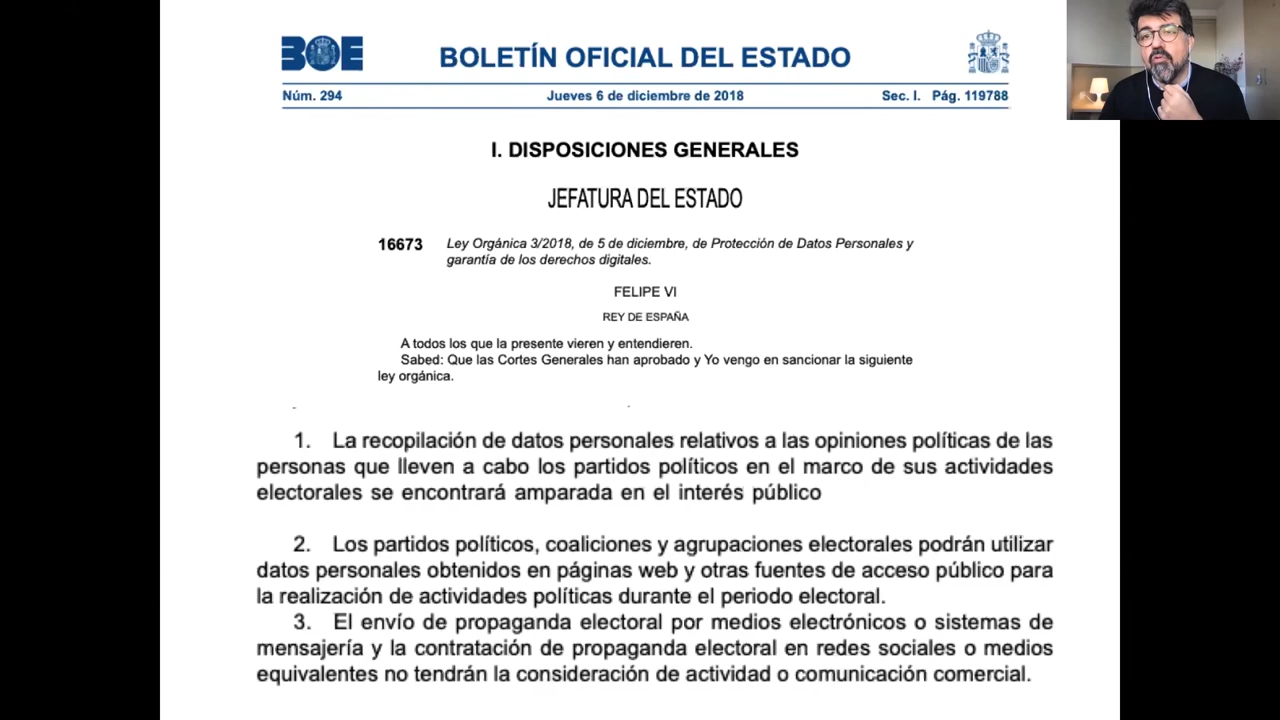 BOE
BOLETÍN OFICIAL DEL ESTADO
Núm. 294
Jueves 6 de diciembre de 2018
Sec. I. Pág. 119788
I. DISPOSICIONES GENERALES
JEFATURA DEL ESTADO
16673 Ley Orgánica 3/2018, de 5 de diciembre, de Protección de Datos Personales y
garantía de los derechos digitales.
FELIPE VI
REY DE ESPAÑA
A todos los que la presente vieren y entendieren.
Sabed: Que las Cortes Generales han aprobado y Yo vengo en sancionar la siguiente
ley orgánica.
1. La recopilación de datos personales relativos a las opiniones políticas de las
personas que lleven a cabo los partidos políticos en el marco de sus actividades
electorales se encontrará amparada en el interés público
2. Los partidos políticos, coaliciones y agrupaciones electorales podrán utilizar
datos personales obtenidos en páginas web y otras fuentes de acceso público para
la realización de actividades políticas durante el periodo electoral.
3. El envío de propaganda electoral por medios electrónicos o sistemas de
mensajería y la contratación de propaganda electoral en redes sociales o medios
equivalentes no tendrán la consideración de actividad o comunicación comercial.